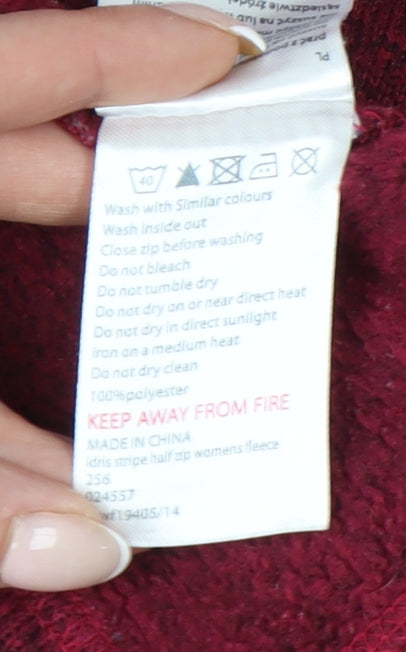 PL
40
Wash with Similar colours
Wash inside out
Close zip before washing
Do not bleach
Do not tumble dry
Do not dry on or near direct heat
Do not dry in direct sunlight
iron on a medium heat
Do not dry clean
100%polyester
KEEP AWAY FROM FIRE
MADE IN CHINA
Idris stripe half zip womens fleece
256
024557
19405/14